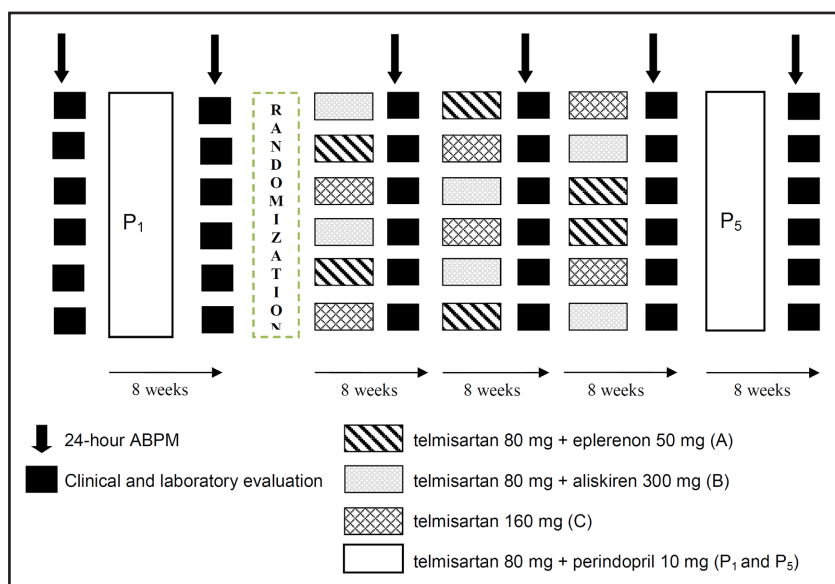 P1
RANDOMIZATION
P5
8 weeks
8 weeks
8 weeks
8 weeks
8 weeks
24-hour ABPM
Clinical and laboratory evaluation
telmisartan 80 mg + eplerenon 50 mg (A)
telmisartan 80 mg + aliskiren 300 mg (B)
telmisartan 160 mg (C)
telmisartan 80 mg + perindopril 10 mg (P1 and P5)